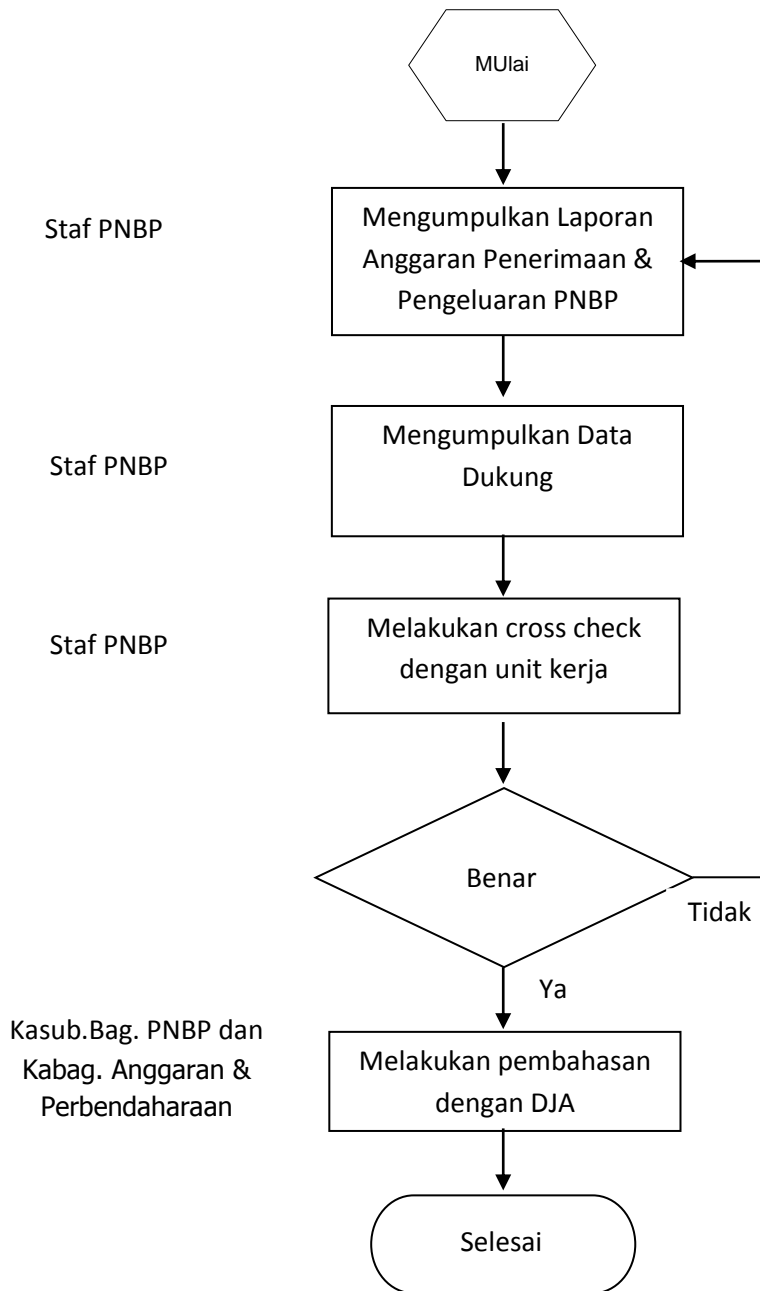 MUlai
Staf PNBP
Mengumpulkan Laporan
Anggaran Penerimaan &
Pengeluaran PNBP
Staf PNBP
Mengumpulkan Data
Dukung
Staf PNBP
Melakukan cross check
dengan unit kerja
Benar
Tidak
Ya
Kasub.Bag. PNBP dan
Kabag. Anggaran &
Perbendaharaan
Melakukan pembahasan
dengan DJA
Selesai